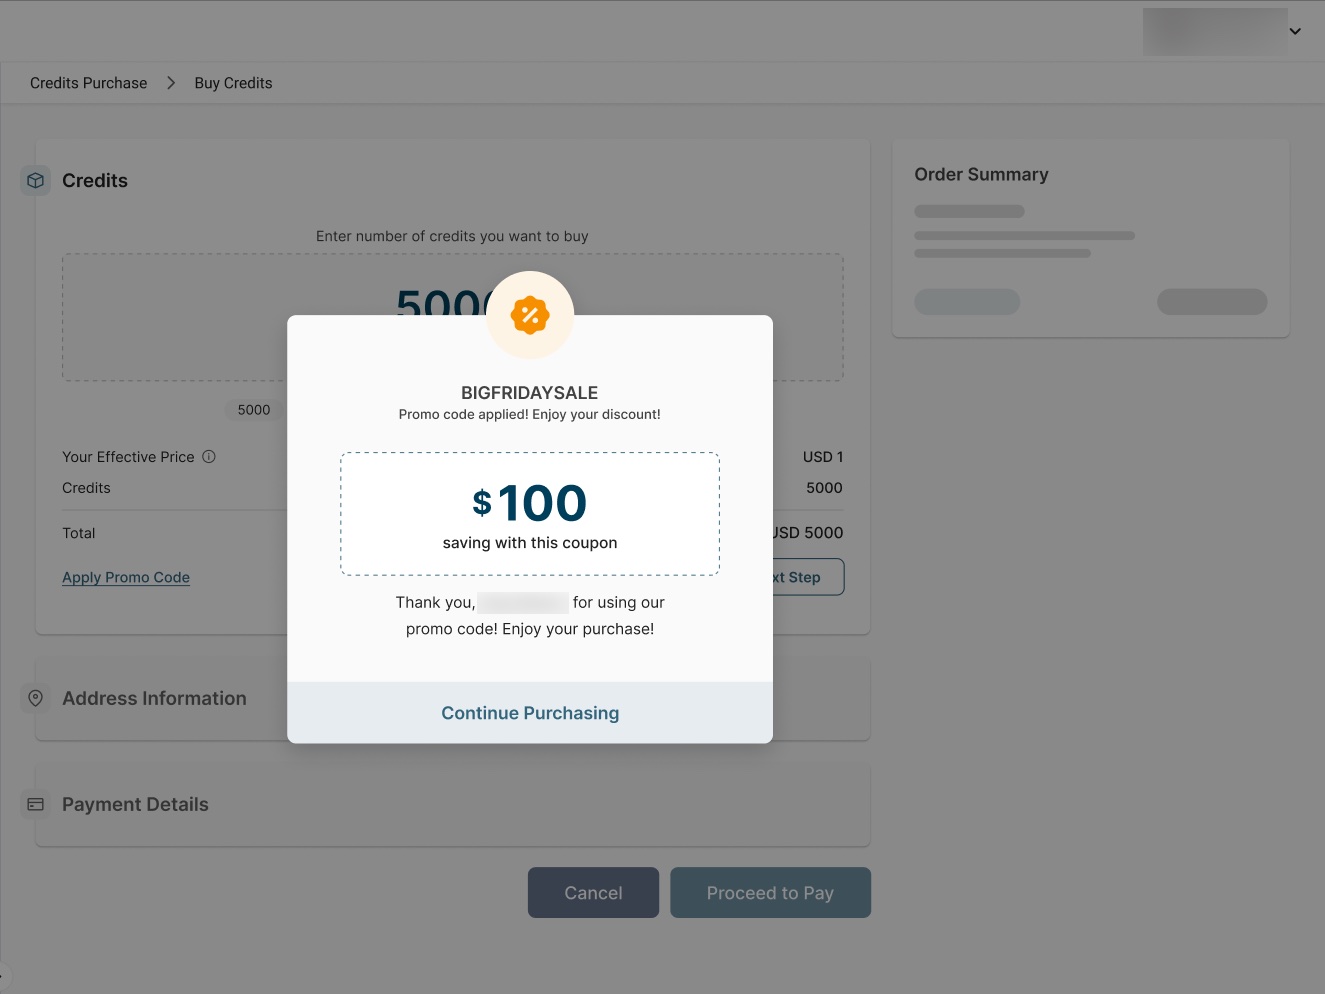 Credits Purchase > Buy Credits
Credits
Order Summary
Enter number of credits you want to buy
5000
5000
BIGFRIDAYSALE
Promo code applied! Enjoy your discount!
$100
saving with this coupon
Thank you, for using our
promo code! Enjoy your purchase!
Continue Purchasing
Your Effective Price USD 1
Credits 5000
Total USD 5000
Apply Promo Code
Step
Address Information
Payment Details
Cancel
Proceed to Pay